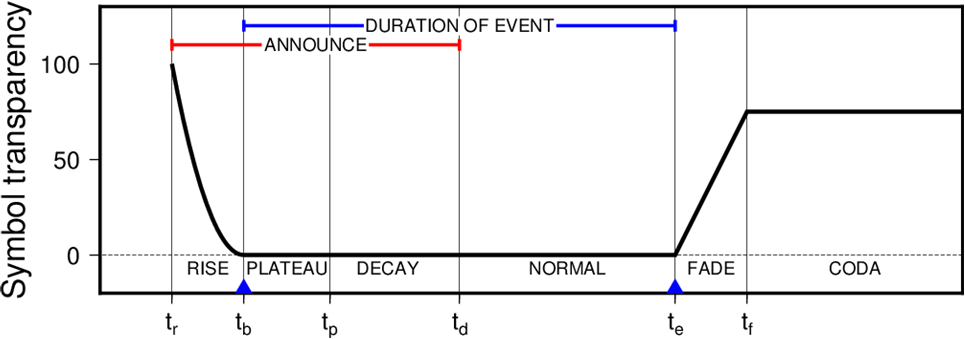 DURATION OF EVENT
ANNOUNCE
Symbol transparency
100
50
0
RISE PLATEAU DECAY NORMAL FADE CODA
tr tb tp td te tf